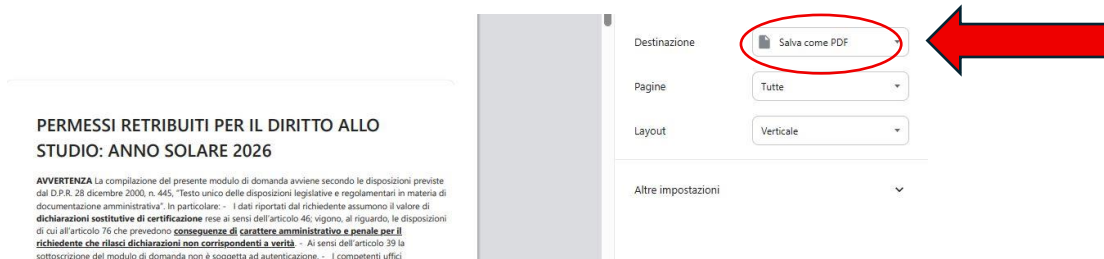 PERMESSI RETRIBUITI PER IL DIRITTO ALLO
STUDIO: ANNO SOLARE 2026
AVVERTENZA La compilazione del presente modulo di domanda avviene secondo le disposizioni previste
dal D.P.R. 28 dicembre 2000, n. 445, "Testo unico delle disposizioni legislative e regolamentari in materia di
documentazione amministrativa". In particolare: - I dati riportati dal richiedente assumono il valore di
dichiarazioni sostitutive di certificazione rese ai sensi dell'articolo 46; vigono, al riguardo, le disposizioni
di cui all'articolo 76 che prevedono conseguenze di carattere amministrativo e penale per il
richiedente che rilasci dichiarazioni non corrispondenti a verità. - Ai sensi dell'articolo 39 la
sottoscrizione del modulo di domanda non è soggetta ad autenticazione. - I competenti uffici
Destinazione Salva come PDF
Pagine Tutte
Layout Verticale
Altre impostazioni